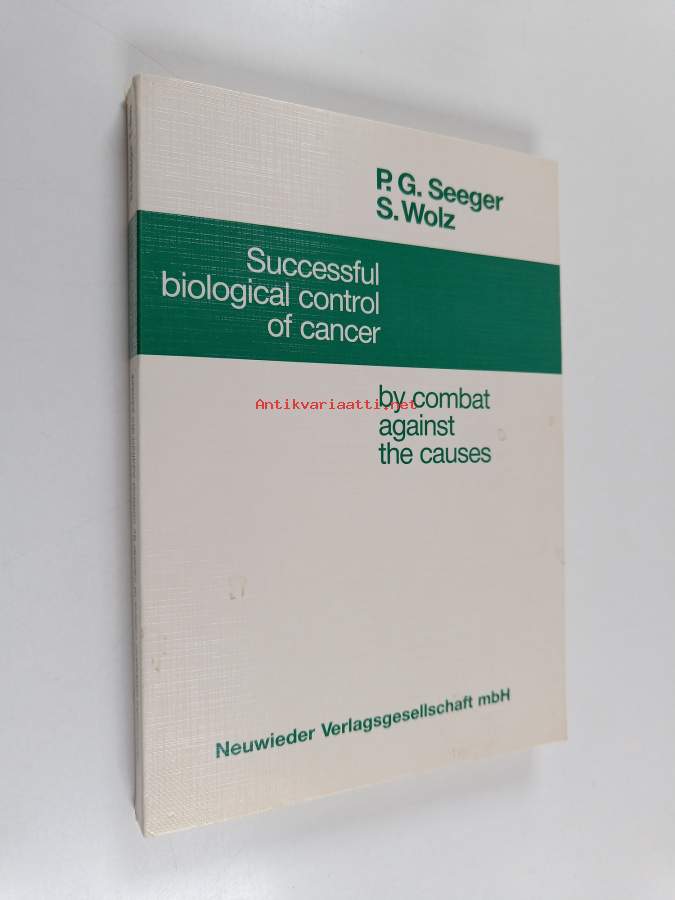 P. G. Seeger
S. Wolz
Successful
biological control
of cancer
by combat
Antikvariaatti.net
against
the causes
Neuwieder Verlagsgesellschaft mbH